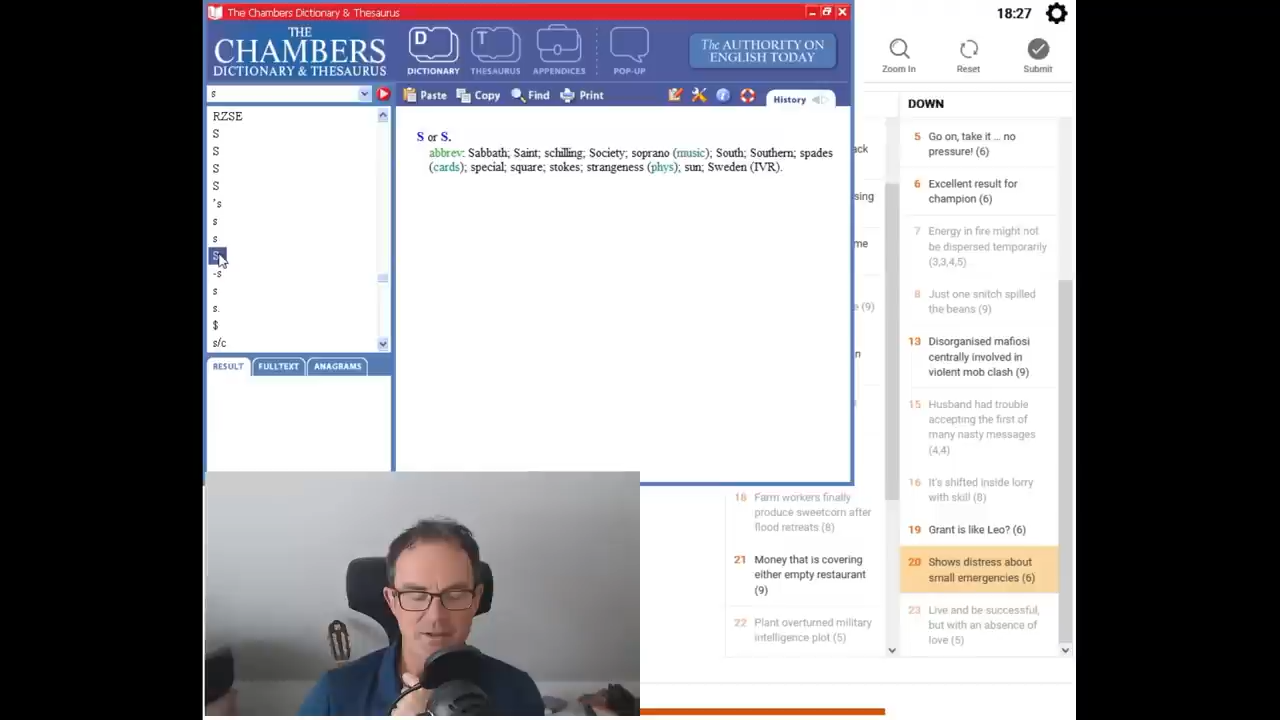 The Chambers Dictionary & Thesaurus
THE
CHAMBERS
DICTIONARY & THESAURUS
D
DICTIONARY
T
THESAURUS
APPENDICES
POP-UP
The AUTHORITY ON
ENGLISH TODAY
s
Paste
Copy
Find
Print
History
RZSE
S
S
S
S
's
s
s
S
-s
s
s.
$
s/c
RESULT
FULLTEXT
ANAGRAMS
S or S.
abbrev: Sabbath; Saint; schilling; Society; soprano (music); South; Southern; spades
(cards); special; square; stokes; strangeness (phys); sun; Sweden (IVR).
18:27
Zoom In
Reset
Submit
ack
sing
me
e (9)
n
18 Farm workers finally
produce sweetcorn after
flood retreats (8)
21 Money that is covering
either empty restaurant
(9)
22 Plant overturned military
intelligence plot (5)
DOWN
5 Go on, take it ... no
pressure! (6)
6 Excellent result for
champion (6)
7 Energy in fire might not
be dispersed temporarily
(3,3,4,5)
8 Just one snitch spilled
the beans (9)
13 Disorganised mafiosi
centrally involved in
violent mob clash (9)
15 Husband had trouble
accepting the first of
many nasty messages
(4,4)
16 It's shifted inside lorry
with skill (8)
19 Grant is like Leo? (6)
20 Shows distress about
small emergencies (6)
23 Live and be successful,
but with an absence of
love (5)